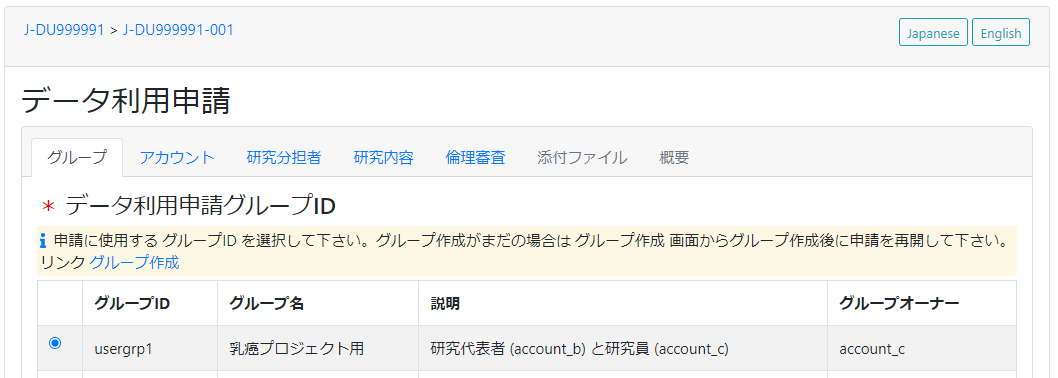 J-DU999991 > J-DU999991-001
Japanese English
データ利用申請
グループ アカウント 研究分担者 研究内容 倫理審査 添付ファイル 概要
* データ利用申請グループID
i 申請に使用する グループID を選択して下さい。グループ作成がまだの場合は グループ作成 画面からグループ作成後に申請を再開して下さい。
リンク グループ作成
グループID グループ名 説明 グループオーナー
usergrp1 乳癌プロジェクト用 研究代表者 (account_b) と研究員 (account_c) account_c